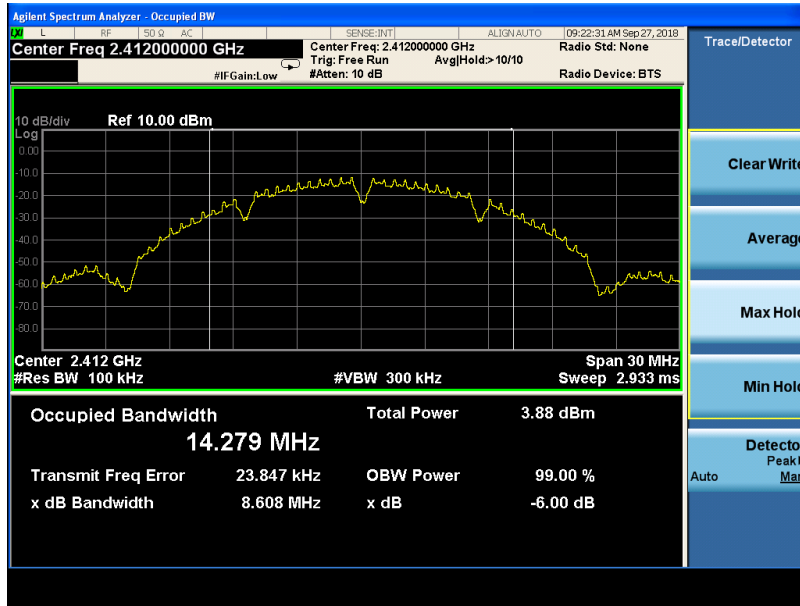 Agilent Spectrum Analyzer - Occupied BW
LXI L RF 50 Ω AC SENSE:INT ALIGN AUTO 09:22:31 AM Sep 27, 2018
Center Freq 2.412000000 GHz
Center Freq: 2.412000000 GHz
Radio Std: None
Trig: Free Run Avg|Hold:> 10/10
#IFGain:Low #Atten: 10 dB
Radio Device: BTS
Trace/Detector
10 dB/div Ref 10.00 dBm
Log
0.00
-10.0
-20.0
-30.0
-40.0
-50.0
-60.0
-70.0
-80.0
Center 2.412 GHz Span 30 MHz
#Res BW 100 kHz #VBW 300 kHz Sweep 2.933 ms
Occupied Bandwidth Total Power 3.88 dBm
14.279 MHz
Transmit Freq Error 23.847 kHz OBW Power 99.00 %
x dB Bandwidth 8.608 MHz x dB -6.00 dB
Clear Write
Average
Max Hold
Min Hold
Detecto
Peak
Auto Man